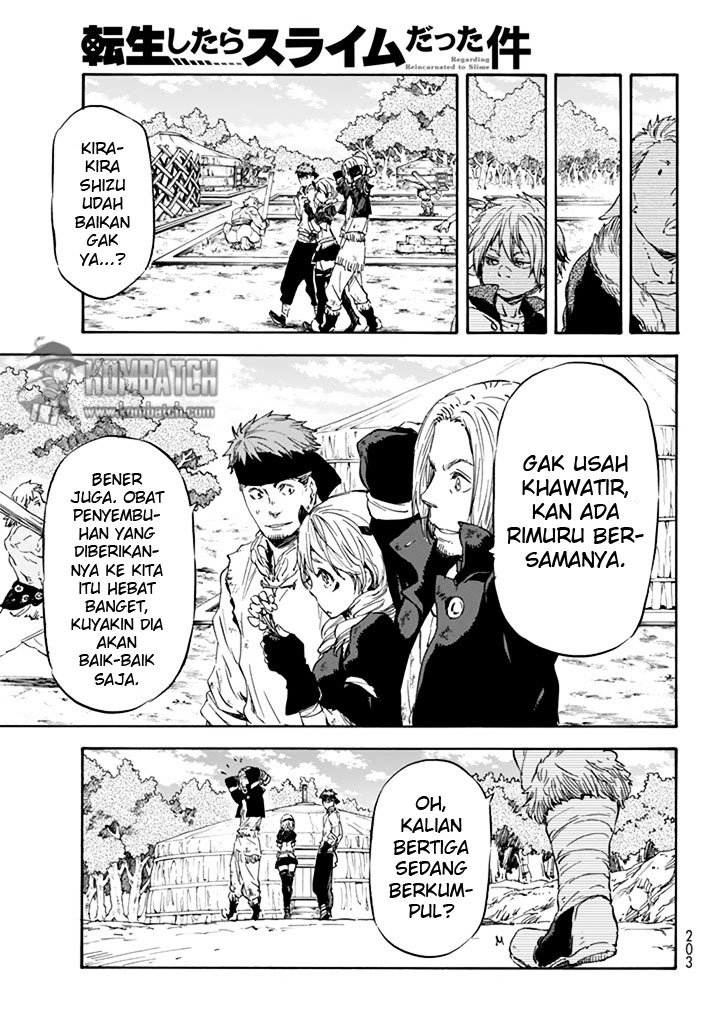 転生したらスライムだった件
Regarding
Reincarnated to Slime
KIRA-
KIRA
SHIZU
UDAH
BAIKAN
GAK
YA...?
KOMBATCH
www.kombatch.com
GAK USAH
KHAWATIR,
KAN ADA
RIMURU BER-
SAMANYA.
BENER
JUGA. OBAT
PENYEMBU-
HAN YANG
DIBERIKAN-
NYA KE KITA
ITU HEBAT
BANGET,
KUYAKIN DIA
AKAN
BAIK-BAIK
SAJA.
OH,
KALIAN
BERTIGA
SEDANG
BERKUM-
PUL?
203